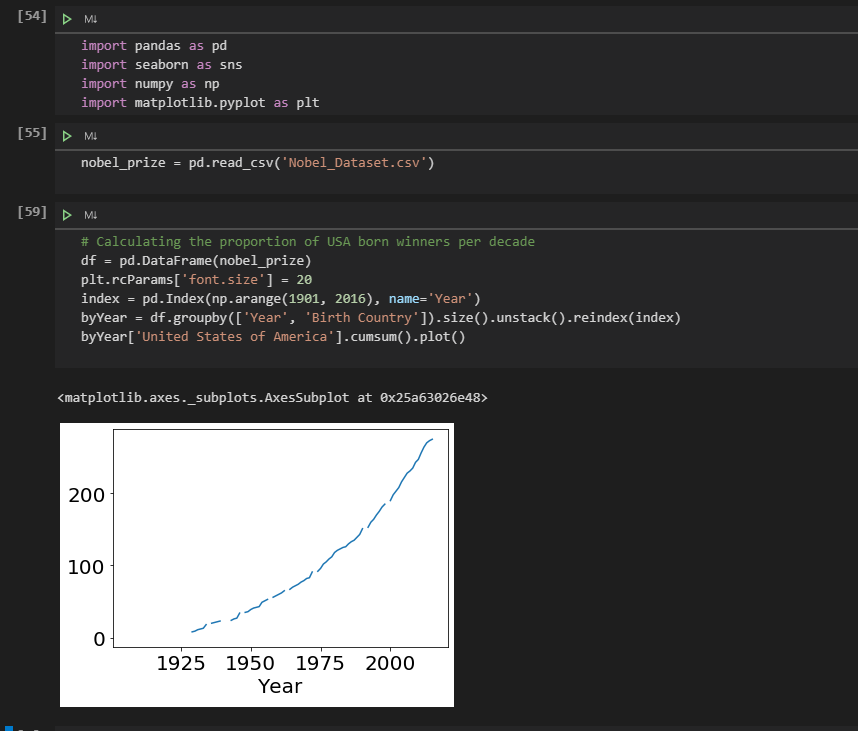 [54]
M↓
import pandas as pd
import seaborn as sns
import numpy as np
import matplotlib.pyplot as plt
[55]
M↓
nobel_prize = pd.read_csv('Nobel_Dataset.csv')
[59]
M↓
# Calculating the proportion of USA born winners per decade
df = pd.DataFrame(nobel_prize)
plt.rcParams['font.size'] = 20
index = pd.Index(np.arange(1901, 2016), name='Year')
byYear = df.groupby(['Year', 'Birth Country']).size().unstack().reindex(index)
byYear['United States of America'].cumsum().plot()
<matplotlib.axes._subplots.AxesSubplot at 0x25a63026e48>
200
100
0
1925 1950 1975 2000
Year